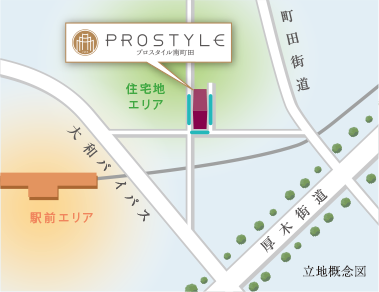 PROSTYLE
プロスタイル南町田
町田街道
住宅地
エリア
大和バイパス
駅前エリア
厚木街道
立地概念図